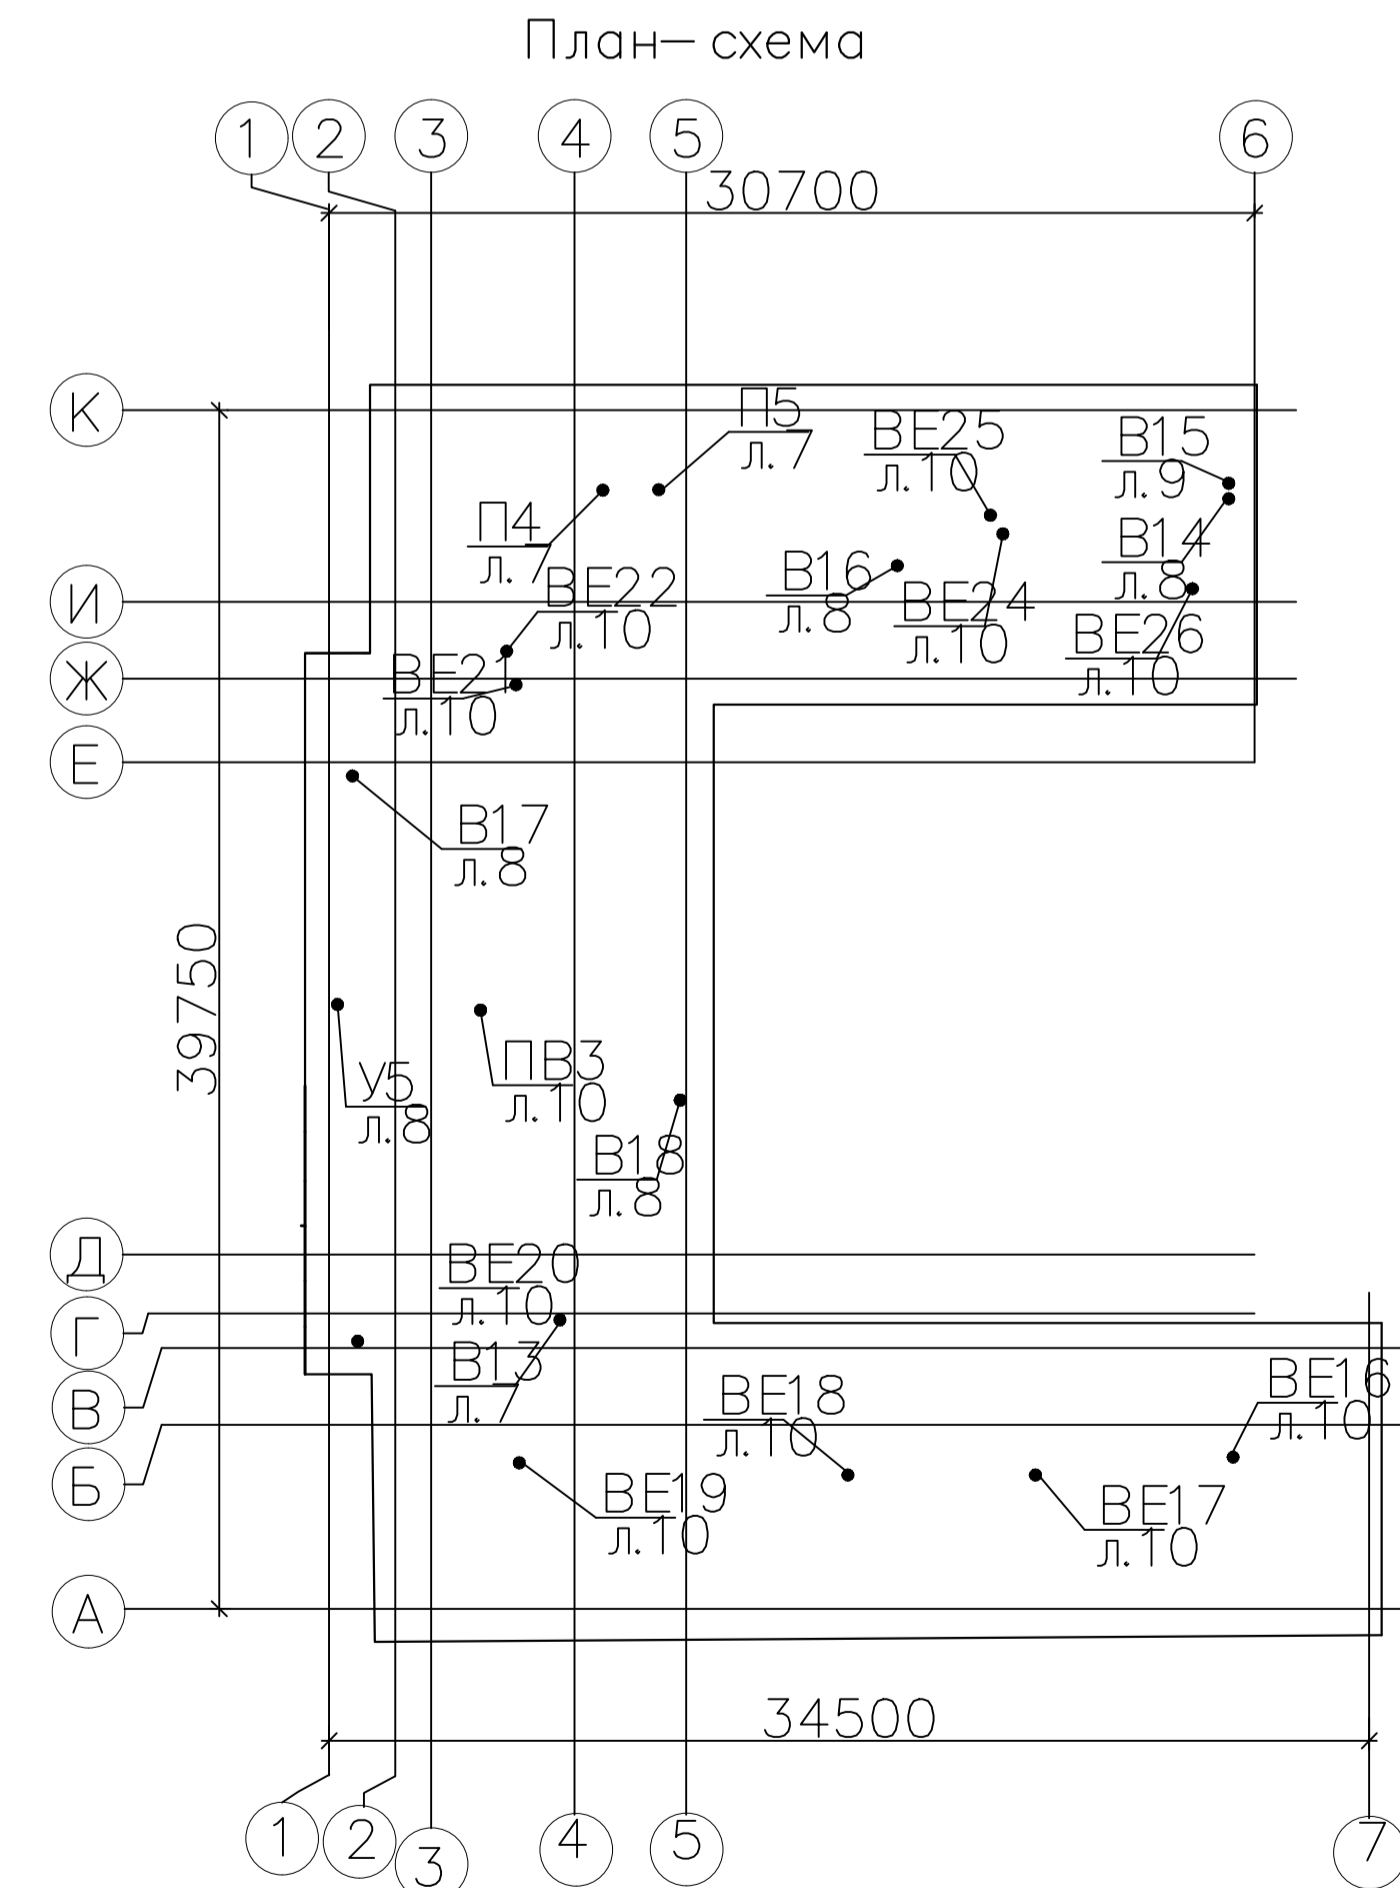 План—схема
1
2
3
4
5
6
30700
К
П5
л.7
ВЕ25
л.10
В15
л.9
П4
л.7
В14
л.8
В16
л.8
ВЕ22
л.10
ВЕ24
л.10
И
ВЕ26
л.10
Ж
ВЕ21
л.10
Е
В17
л.8
39750
У5
л.8
ПВ3
л.10
В18
л.8
Д
ВЕ20
л.10
Г
В13
л.7
В
ВЕ18
л.10
ВЕ16
л.10
Б
ВЕ19
л.10
ВЕ17
л.10
А
34500
1
2
3
4
5
7